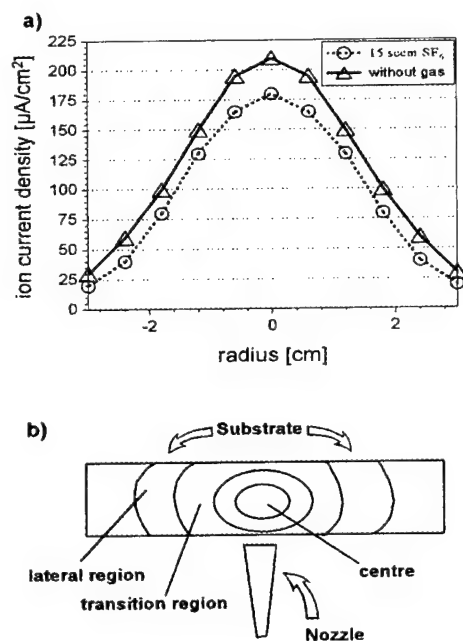 a)
15 sccm SF₆
without gas
225
200
175
150
125
100
75
50
25
0
ion current density [µA/cm²]
-2 0 2
radius [cm]
b)
Substrate
lateral region
transition region
centre
Nozzle